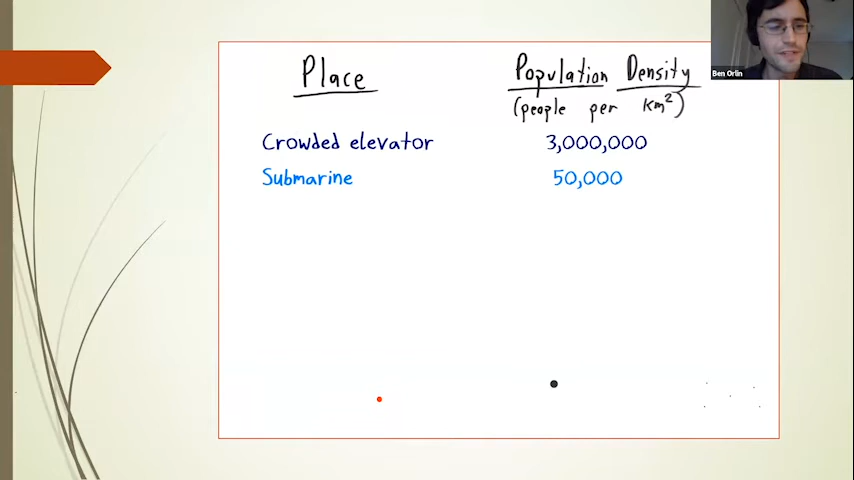 Place Population Density
(people per km²)
Crowded elevator 3,000,000
Submarine 50,000
Ben Orlin